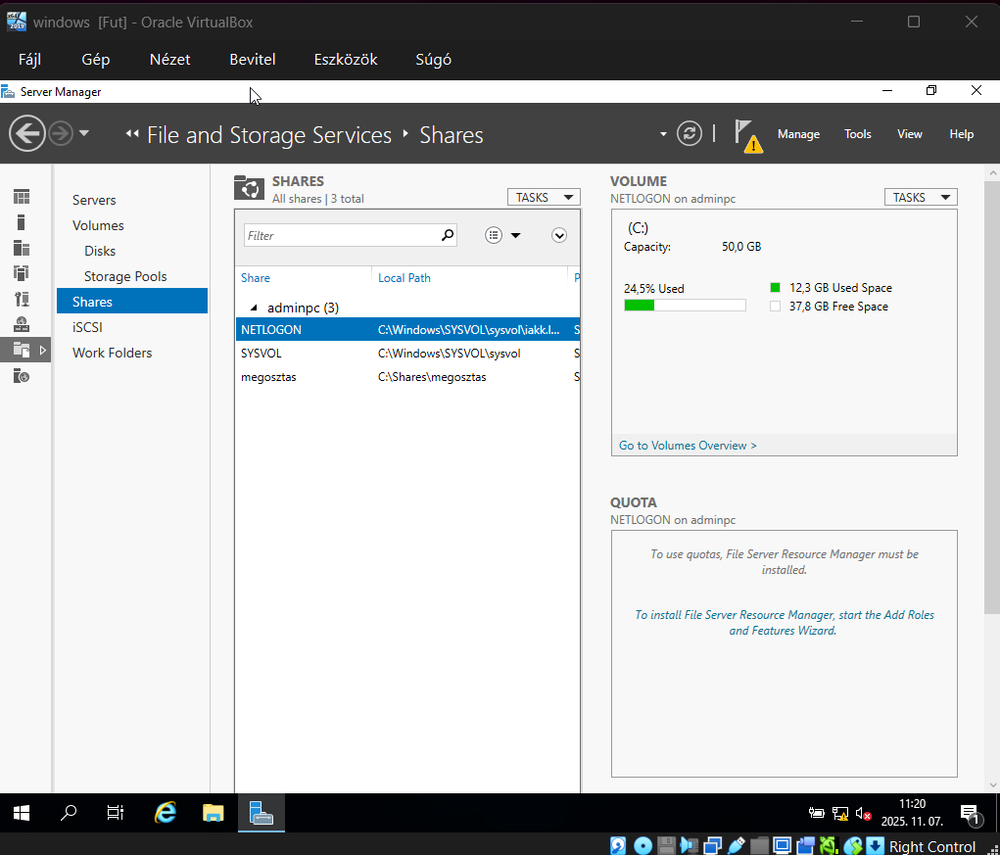 windows [Fut] - Oracle VirtualBox
Fájl Gép Nézet Bevitel Eszközök Súgó
Server Manager
File and Storage Services Shares
Manage Tools View Help
Servers
Volumes
Disks
Storage Pools
Shares
iSCSI
Work Folders
SHARES
All shares | 3 total
TASKS
Filter
Share Local Path P
adminpc (3)
NETLOGON C:\Windows\SYSVOL\sysvol\iakk.l... S
SYSVOL C:\Windows\SYSVOL\sysvol S
megosztas C:\Shares\megosztas S
VOLUME
NETLOGON on adminpc
TASKS
(C:)
Capacity: 50,0 GB
24,5% Used
12,3 GB Used Space
37,8 GB Free Space
Go to Volumes Overview >
QUOTA
NETLOGON on adminpc
To use quotas, File Server Resource Manager must be
installed.
To install File Server Resource Manager, start the Add Roles
and Features Wizard.
11:20
2025. 11. 07.
1
Right Control